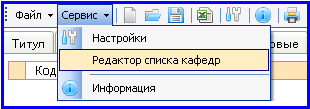 Файл Сервис
Титул Настройки овые
Код Редактор списка кафедр
Информация